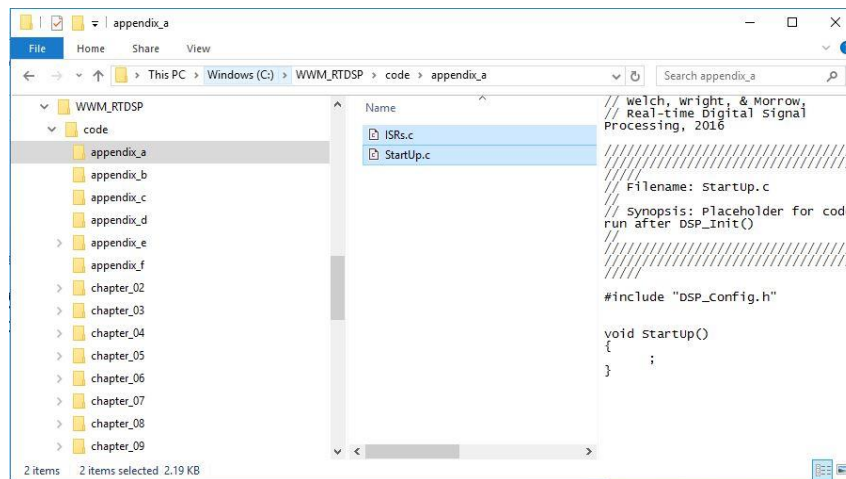 appendix_a
File Home Share View
This PC Windows (C:) WWM_RTDSP code appendix_a
Search appendix_a
WWM_RTDSP
code
appendix_a
appendix_b
appendix_c
appendix_d
appendix_e
appendix_f
chapter_02
chapter_03
chapter_04
chapter_05
chapter_06
chapter_07
chapter_08
chapter_09
Name
ISRs.c
StartUp.c
// Welch, Wright, & Morrow,
// Real-time Digital Signal
Processing, 2016
////////////////////////////////
////////////////////////////////
/////
// Filename: StartUp.c
//
// Synopsis: Placeholder for code
run after DSP_Init()
//
////////////////////////////////
////////////////////////////////
/////
#include "DSP_Config.h"
void StartUp()
{
;
}
2 items 2 items selected 2.19 KB